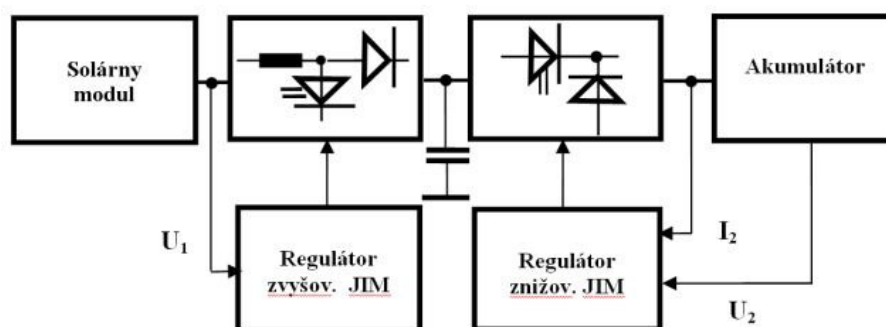 Solárny
modul
Akumulátor
U₁
Regulátor
zvyšov. JIM
Regulátor
znižov. JIM
I₂
U₂